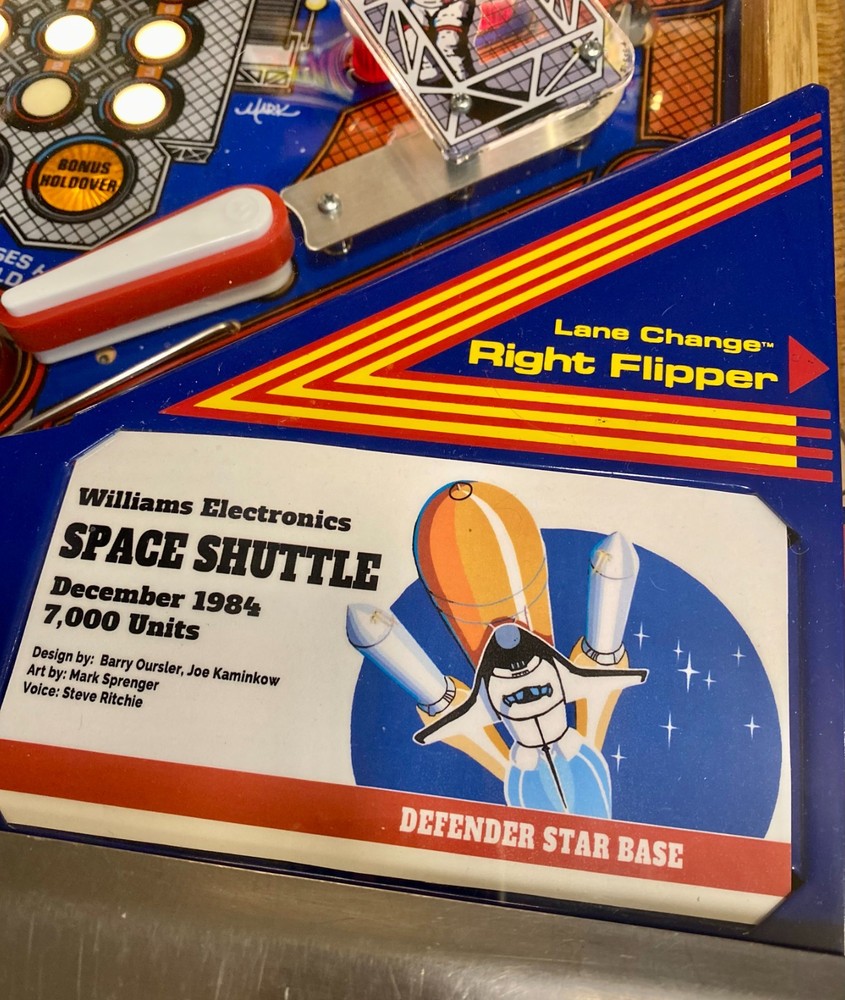 MARK
BONUS
HOLDOVER
Lane Change™
Right Flipper
Williams Electronics
SPACE SHUTTLE
December 1984
7,000 Units
Design by: Barry Oursler, Joe Kaminkow
Art by: Mark Sprenger
Voice: Steve Ritchie
DEFENDER STAR BASE